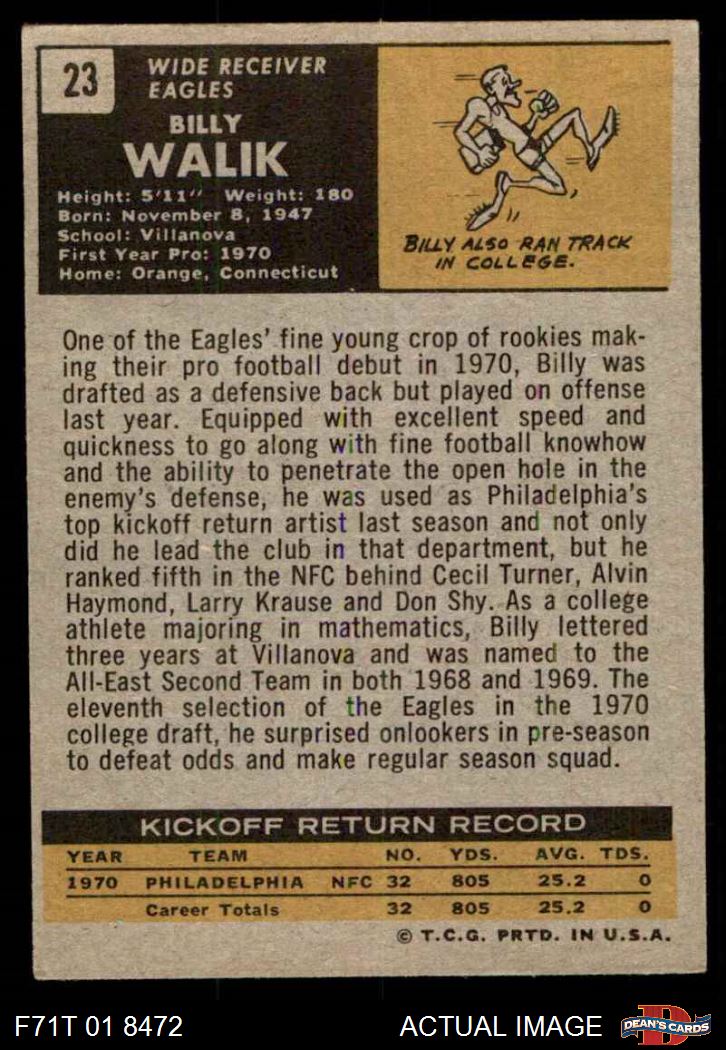 23
WIDE RECEIVER
EAGLES
BILLY
WALIK
Height: 5'11" Weight: 180
Born: November 8, 1947
School: Villanova
First Year Pro: 1970
Home: Orange, Connecticut
BILLY ALSO RAN TRACK
IN COLLEGE.
One of the Eagles' fine young crop of rookies mak-
ing their pro football debut in 1970, Billy was
drafted as a defensive back but played on offense
last year. Equipped with excellent speed and
quickness to go along with fine football knowhow
and the ability to penetrate the open hole in the
enemy's defense, he was used as Philadelphia's
top kickoff return artist last season and not only
did he lead the club in that department, but he
ranked fifth in the NFC behind Cecil Turner, Alvin
Haymond, Larry Krause and Don Shy. As a college
athlete majoring in mathematics, Billy lettered
three years at Villanova and was named to the
All-East Second Team in both 1968 and 1969. The
eleventh selection of the Eagles in the 1970
college draft, he surprised onlookers in pre-season
to defeat odds and make regular season squad.
KICKOFF RETURN RECORD
YEAR TEAM NO. YDS. AVG. TDS.
1970 PHILADELPHIA NFC 32 805 25.2 0
Career Totals 32 805 25.2 0
© T.C.G. PRTD. IN U.S.A.
F71T 01 8472 ACTUAL IMAGE DEAN'S CARDS